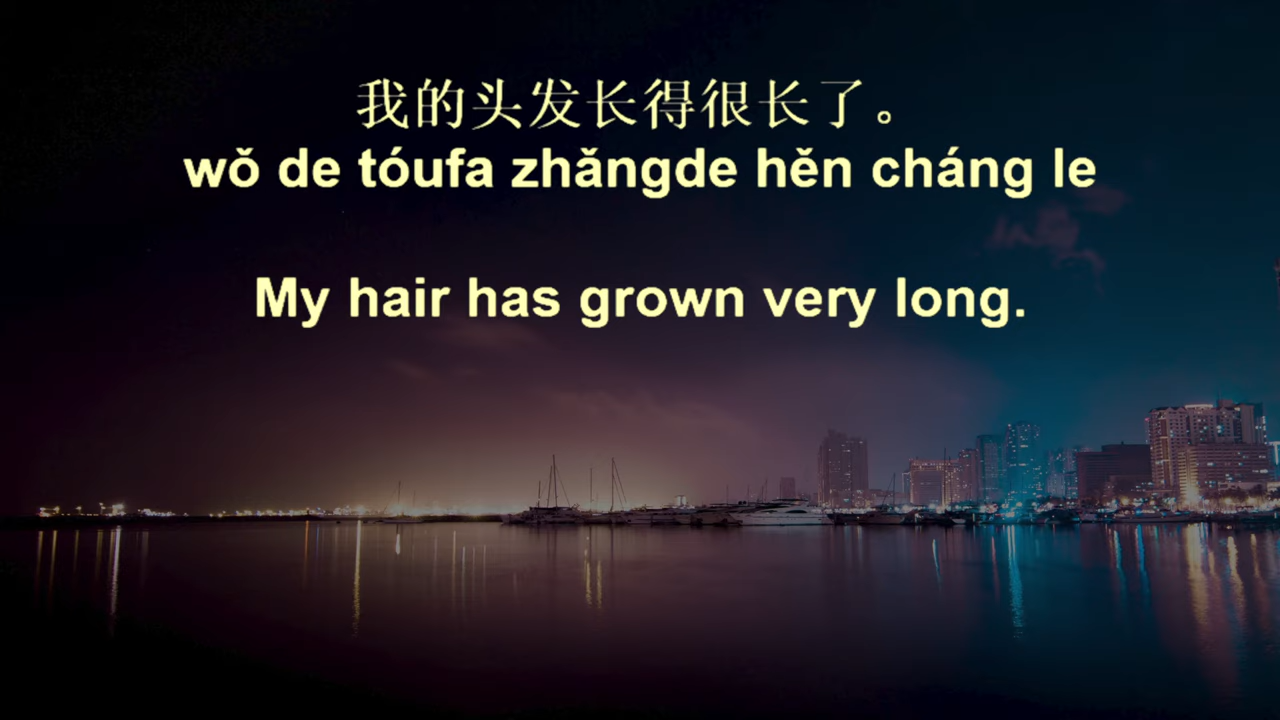 我的头发长得很长了。
wǒ de tóufa zhǎngde hěn cháng le
My hair has grown very long.